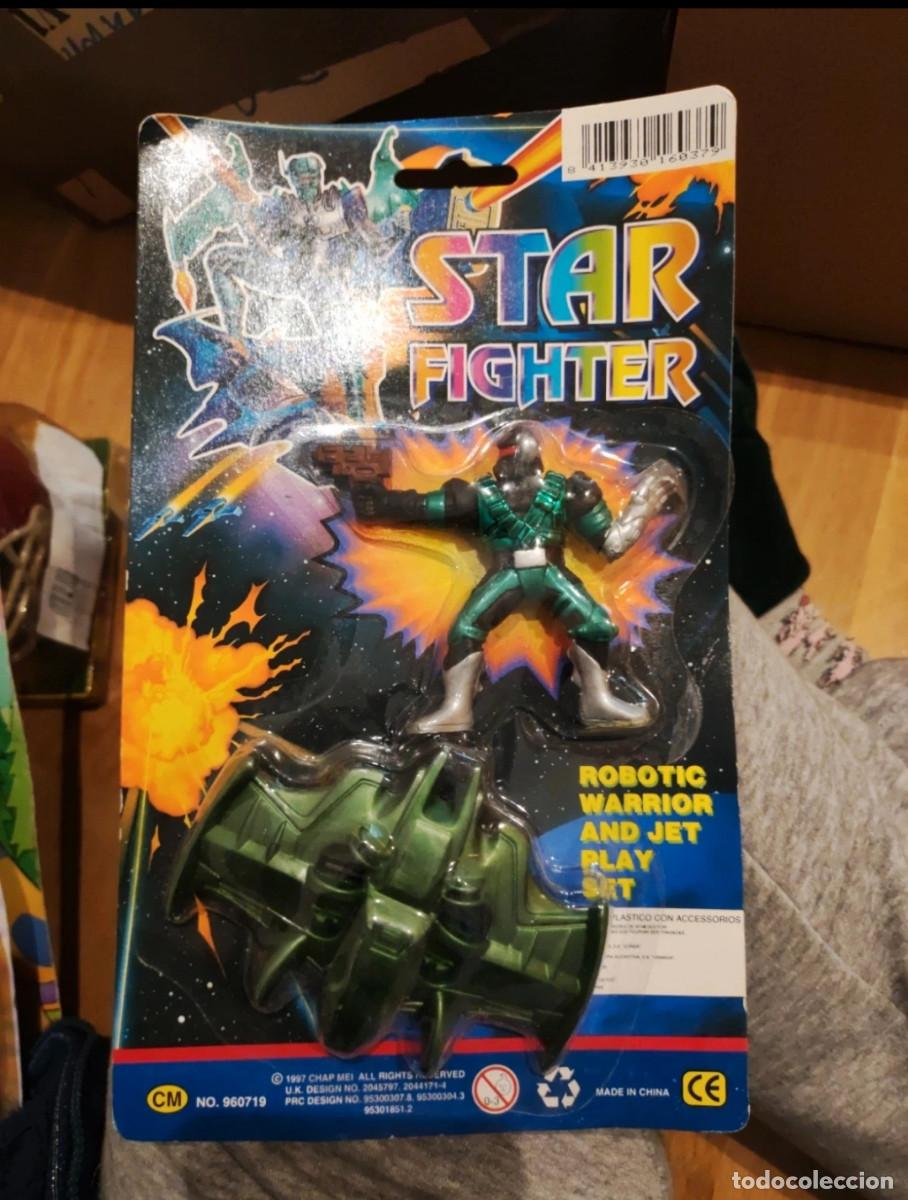 8 413930 160379
STAR
FIGHTER
ROBOTIC
WARRIOR
AND JET
PLAY
SET
PLASTICO CON ACCESSORIOS
© 1997 CHAP MEI ALL RIGHTS RESERVED
U.K. DESIGN NO. 2045797, 2044171-4
PRC DESIGN NO. 95300307.8, 95300304.3
95301851.2
CM NO. 960719
0-3
MADE IN CHINA
CE
todocoleccion